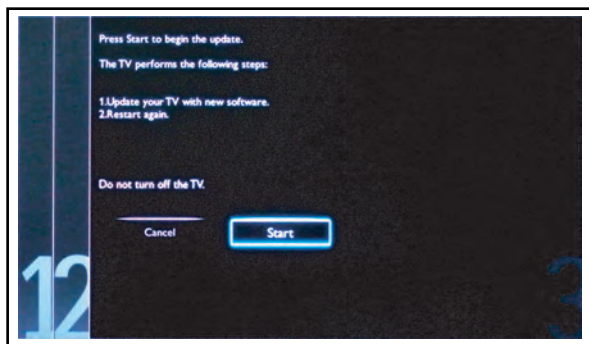 Press Start to begin the update.
The TV performs the following steps:
1.Update your TV with new software.
2.Restart again.
Do not turn off the TV.
Cancel
Start
12
3